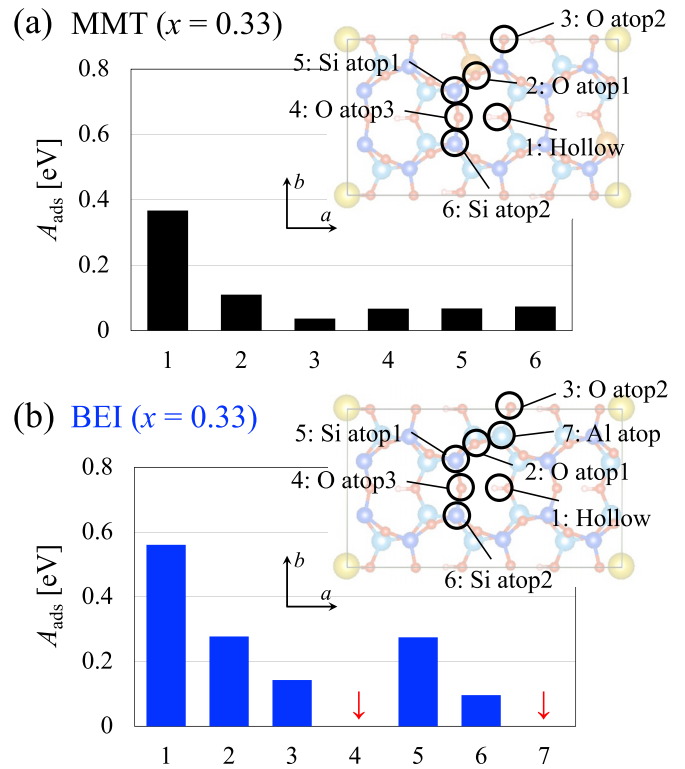 (a) MMT (x = 0.33)
3: O atop2
5: Si atop1
2: O atop1
4: O atop3
1: Hollow
6: Si atop2
b
a
Aads [eV]
0.8
0.6
0.4
0.2
0
1 2 3 4 5 6
(b) BEI (x = 0.33)
3: O atop2
5: Si atop1
7: Al atop
2: O atop1
4: O atop3
1: Hollow
6: Si atop2
b
a
Aads [eV]
0.8
0.6
0.4
0.2
0
↓ ↓
1 2 3 4 5 6 7